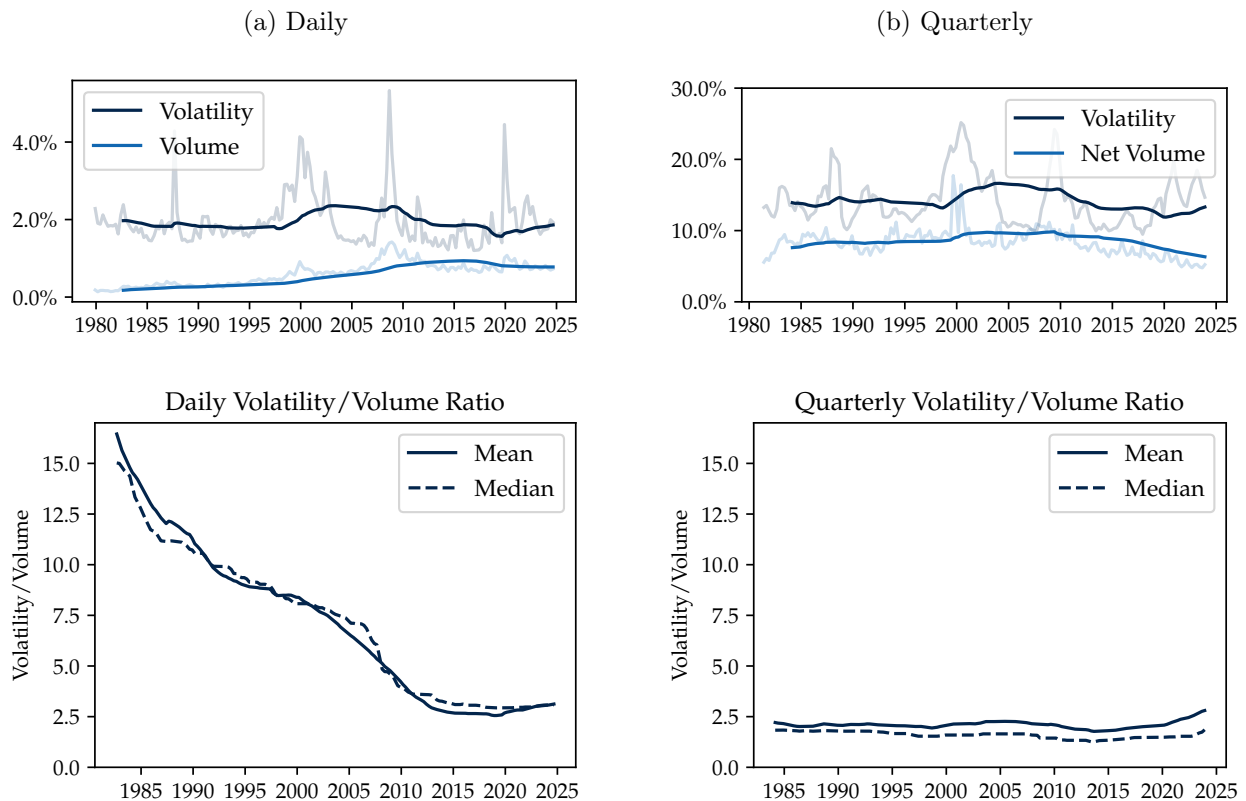 (a) Daily
(b) Quarterly
Volatility
Volume
4.0%
2.0%
0.0%
1980 1985 1990 1995 2000 2005 2010 2015 2020 2025
30.0%
20.0%
10.0%
0.0%
Volatility
Net Volume
1980 1985 1990 1995 2000 2005 2010 2015 2020 2025
Daily Volatility/Volume Ratio
Mean
Median
Volatility/Volume
15.0
12.5
10.0
7.5
5.0
2.5
0.0
1985 1990 1995 2000 2005 2010 2015 2020 2025
Quarterly Volatility/Volume Ratio
Mean
Median
Volatility/Volume
15.0
12.5
10.0
7.5
5.0
2.5
0.0
1985 1990 1995 2000 2005 2010 2015 2020 2025